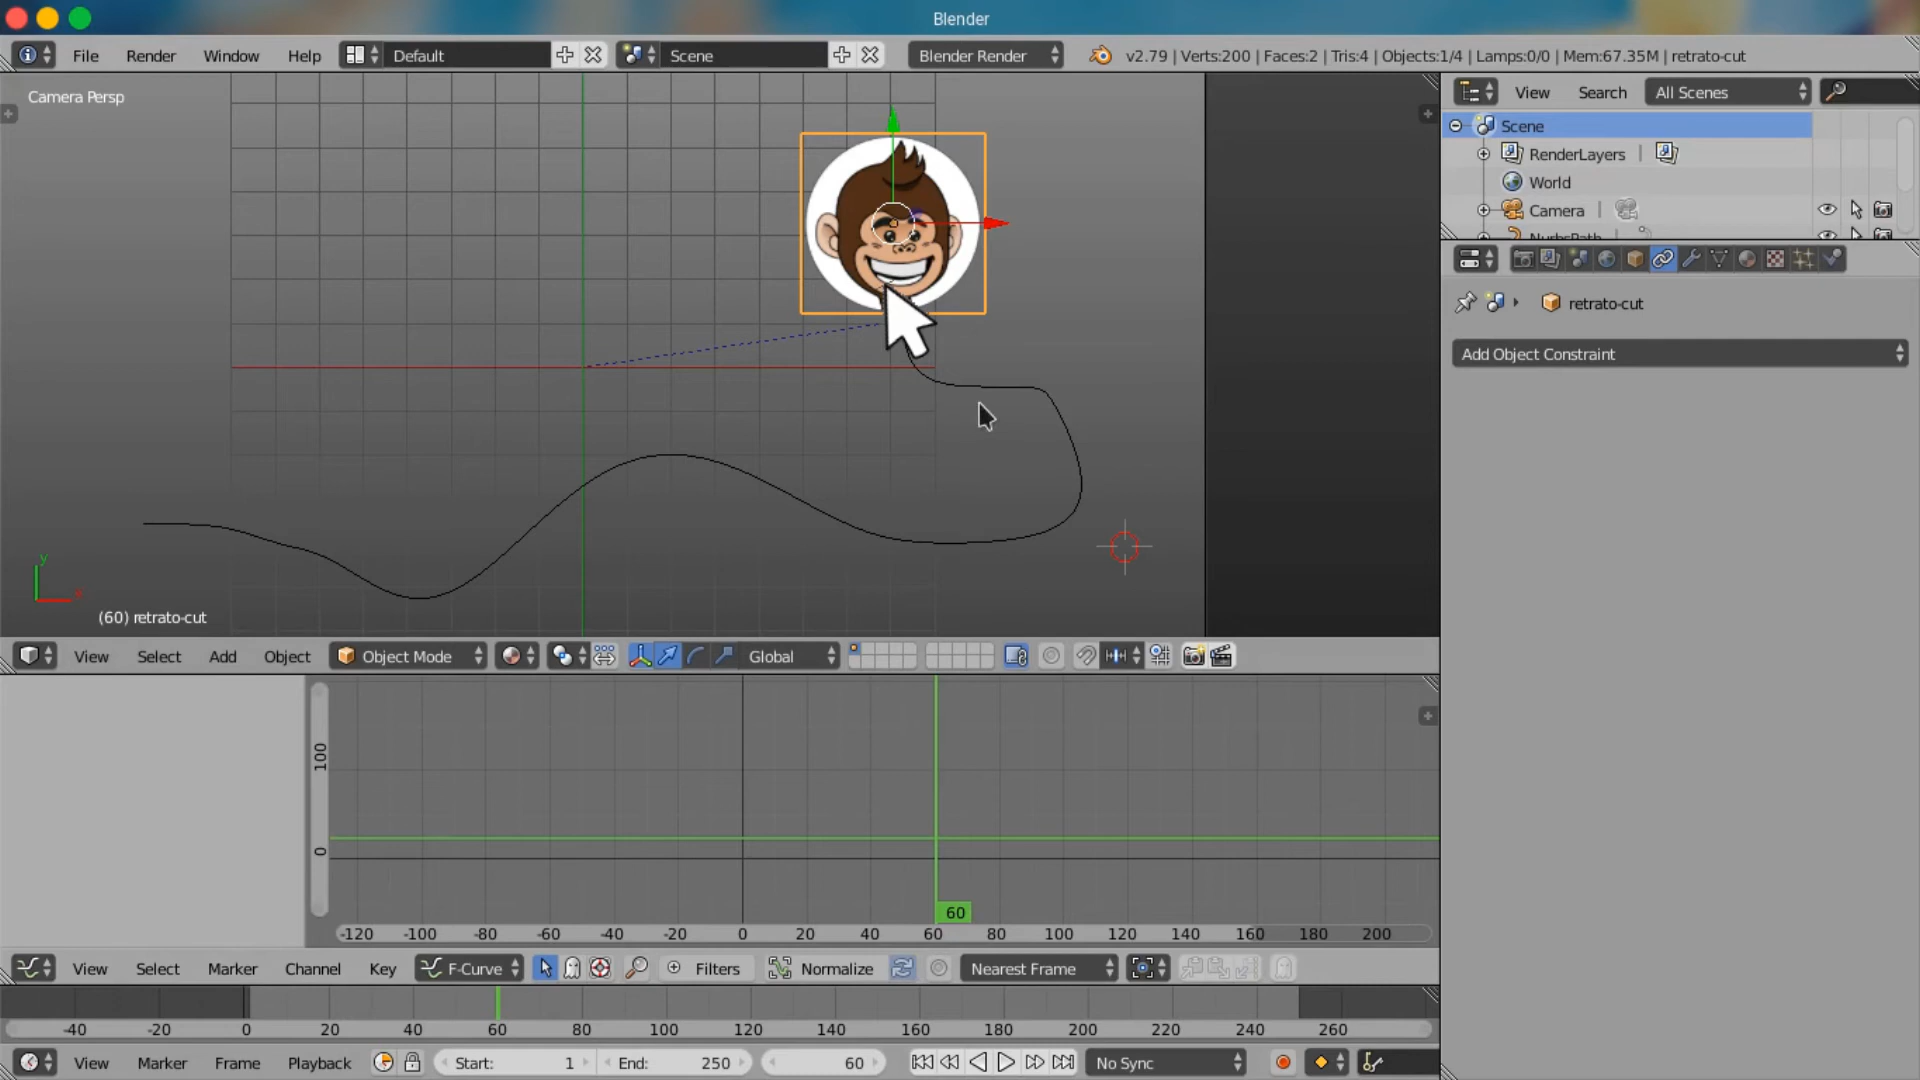 Blender
File Render Window Help Default Scene Blender Render v2.79 | Verts:200 | Faces:2 | Tris:4 | Objects:1/4 | Lamps:0/0 | Mem:67.35M | retrato-cut
Camera Persp
View Search All Scenes
Scene
RenderLayers
World
Camera
NurbsPath
retrato-cut
Add Object Constraint
y
(60) retrato-cut
View Select Add Object Object Mode Global
100
0
60
-120 -100 -80 -60 -40 -20 0 20 40 60 80 100 120 140 160 180 200
View Select Marker Channel Key F-Curve Filters Normalize Nearest Frame
-40 -20 0 20 40 60 80 100 120 140 160 180 200 220 240 260
View Marker Frame Playback Start: 1 End: 250 60 No Sync